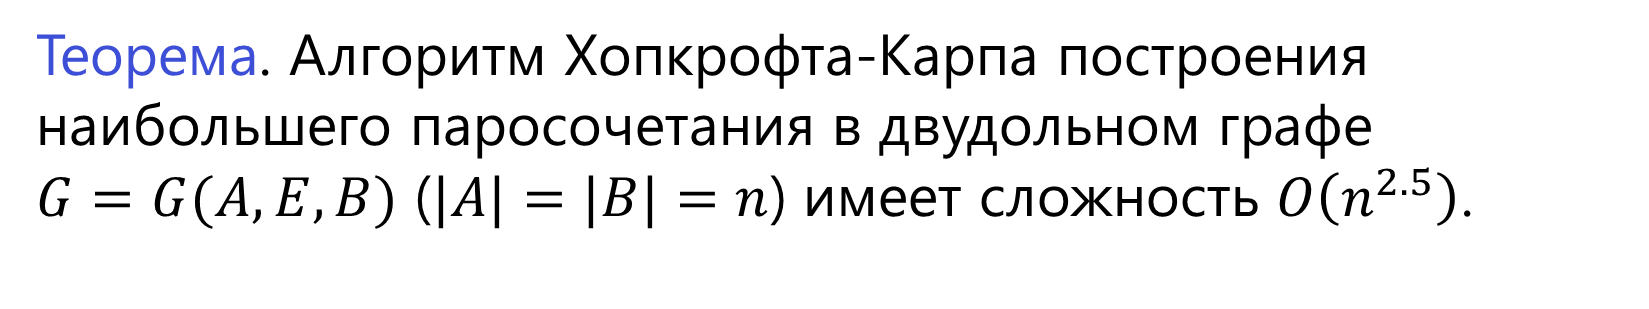 Теорема. Алгоритм Хопкрофта-Карпа построения
наибольшего паросочетания в двудольном графе
𝐺 = 𝐺(𝐴, 𝐸, 𝐵) (|𝐴| = |𝐵| = 𝑛) имеет сложность 𝑂(𝑛^2.5).